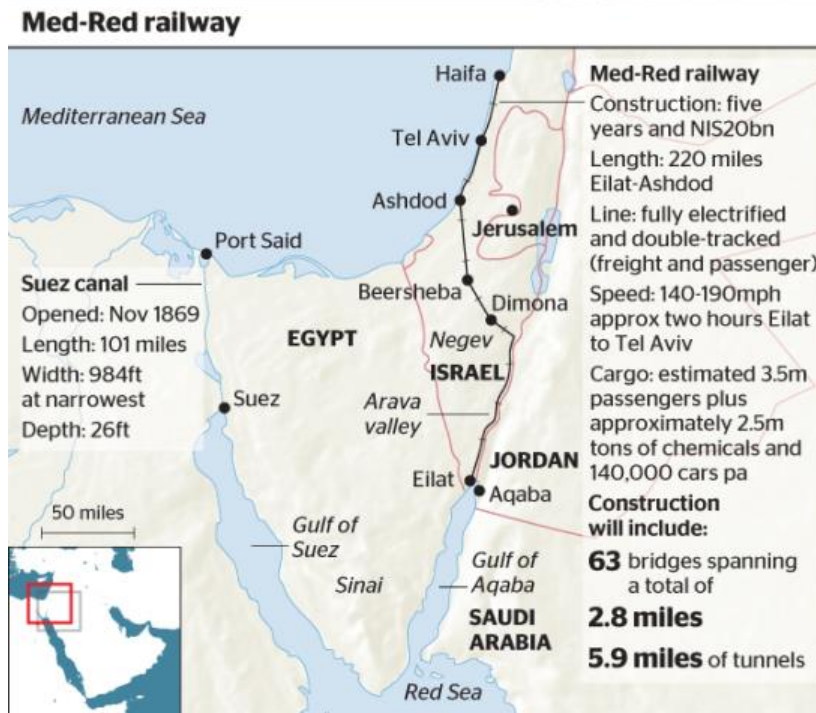 Med-Red railway
Haifa
Mediterranean Sea
Tel Aviv
Ashdod
Jerusalem
Port Said
Beersheba
Dimona
EGYPT
Negev
ISRAEL
Suez
Arava
valley
JORDAN
Eilat
Aqaba
Gulf of
Suez
Gulf of
Aqaba
Sinai
SAUDI
ARABIA
Red Sea
Suez canal
Opened: Nov 1869
Length: 101 miles
Width: 984ft
at narrowest
Depth: 26ft
50 miles
Med-Red railway
Construction: five
years and NIS20bn
Length: 220 miles
Eilat-Ashdod
Line: fully electrified
and double-tracked
(freight and passenger)
Speed: 140-190mph
approx two hours Eilat
to Tel Aviv
Cargo: estimated 3.5m
passengers plus
approximately 2.5m
tons of chemicals and
140,000 cars pa
Construction
will include:
63 bridges spanning
a total of
2.8 miles
5.9 miles of tunnels